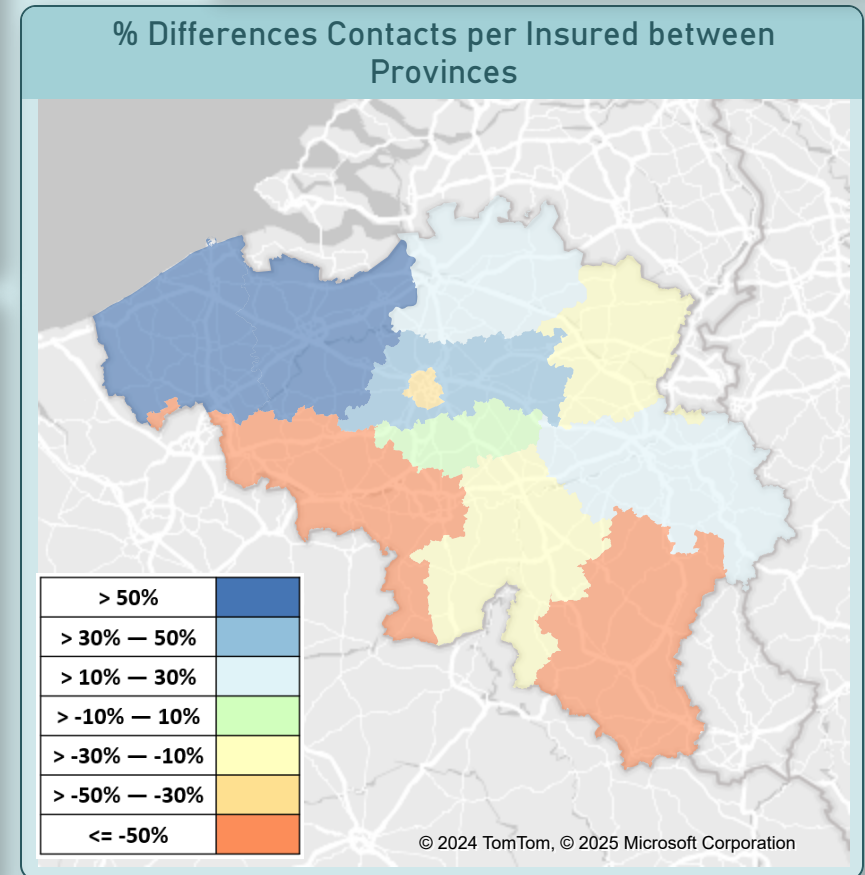 % Differences Contacts per Insured between
Provinces
> 50%
> 30% — 50%
> 10% — 30%
> -10% — 10%
> -30% — -10%
> -50% — -30%
<= -50%
© 2024 TomTom, © 2025 Microsoft Corporation